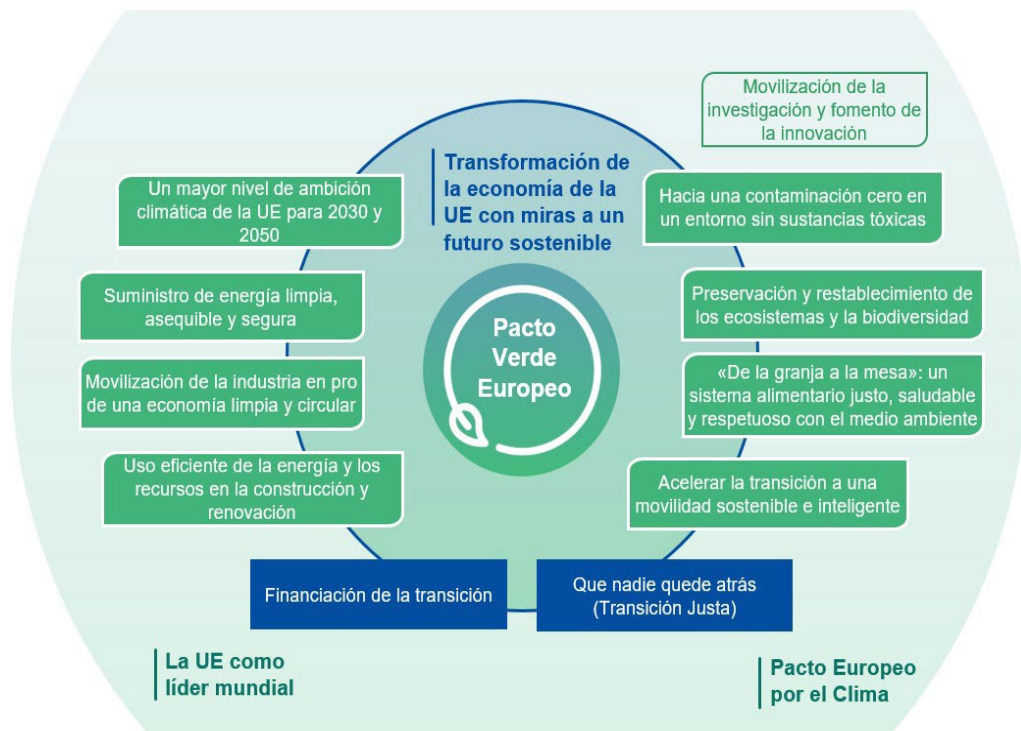 Movilización de la
investigación y fomento de
la innovación
Transformación de
la economía de la
UE con miras a un
futuro sostenible
Un mayor nivel de ambición
climática de la UE para 2030 y
2050
Hacia una contaminación cero en
un entorno sin sustancias tóxicas
Suministro de energía limpia,
asequible y segura
Preservación y restablecimiento de
los ecosistemas y la biodiversidad
Pacto
Verde
Europeo
Movilización de la industria en pro
de una economía limpia y circular
«De la granja a la mesa»: un
sistema alimentario justo, saludable
y respetuoso con el medio ambiente
Uso eficiente de la energía y los
recursos en la construcción y
renovación
Acelerar la transición a una
movilidad sostenible e inteligente
Financiación de la transición
Que nadie quede atrás
(Transición Justa)
La UE como
líder mundial
Pacto Europeo
por el Clima